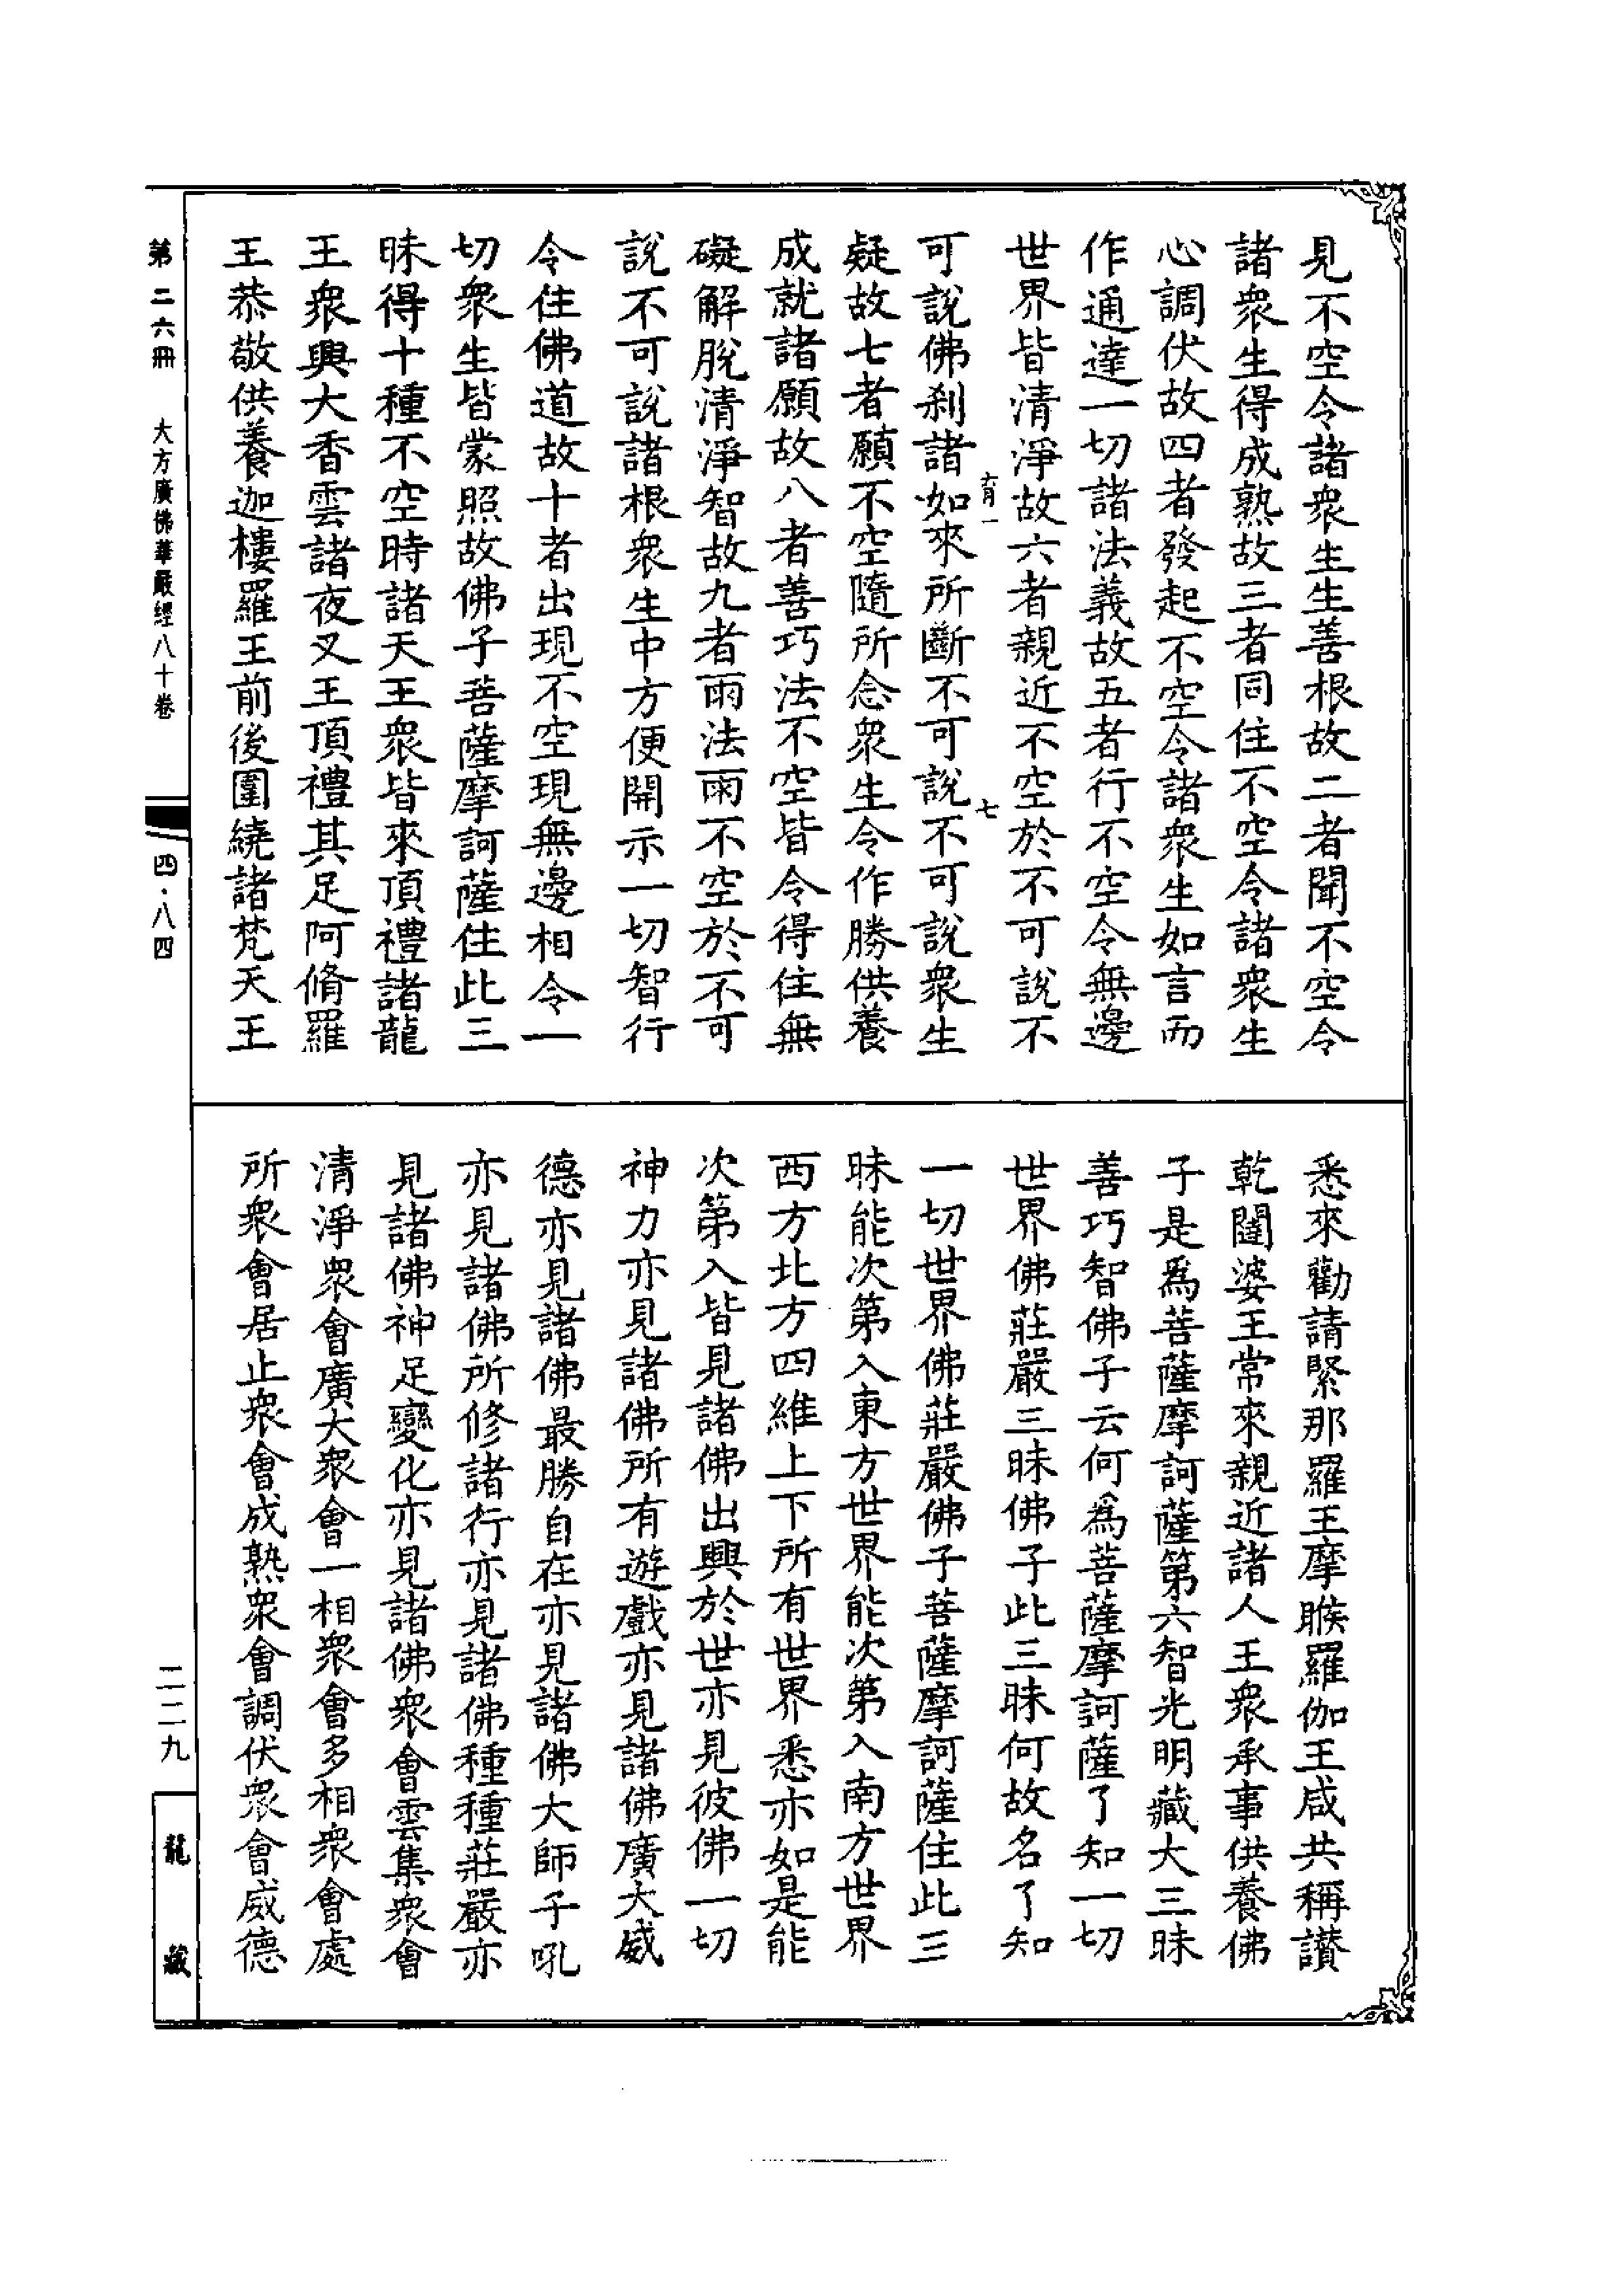 見不空令諸衆生生善根故二者聞不空令
諸衆生得成熟故三者同住不空令諸衆生
心調伏故四者發起不空令諸衆生如言而
作通達一切諸法義故五者行不空令無邊
世界皆清淨故六者親近不空於不可說不
育一 七
可說佛剎諸如來所斷不可說不可說衆生
疑故七者願不空隨所念衆生令作勝供養
成就諸願故八者善巧法不空皆令得住無
礙解脫清淨智故九者雨法雨不空於不可
說不可說諸根衆生中方便開示一切智行
令住佛道故十者出現不空現無邊相令一
切衆生皆蒙照故佛子菩薩摩訶薩住此三
昧得十種不空時諸天王衆皆來頂禮諸龍
王衆興大香雲諸夜叉王頂禮其足阿脩羅
王恭敬供養迦樓羅王前後圍繞諸梵天王
悉來勸請緊那羅王摩睺羅伽王咸共稱讃
乾闥婆王常來親近諸人王衆承事供養佛
子是爲菩薩摩訶薩第六智光明藏大三昧
善巧智佛子云何爲菩薩摩訶薩了知一切
世界佛莊嚴三昧佛子此三昧何故名了知
一切世界佛莊嚴佛子菩薩摩訶薩住此三
昧能次第入東方世界能次第入南方世界
西方北方四維上下所有世界悉亦如是能
次第入皆見諸佛出興於世亦見彼佛一切
神力亦見諸佛所有遊戲亦見諸佛廣大威
德亦見諸佛最勝自在亦見諸佛大師子吼
亦見諸佛所修諸行亦見諸佛種種莊嚴亦
見諸佛神足變化亦見諸佛衆會雲集衆會
清淨衆會廣大衆會一相衆會多相衆會處
所衆會居止衆會成熟衆會調伏衆會威德
第二六冊 大方廣佛華嚴經八十卷 四·八四
二二九 龍藏